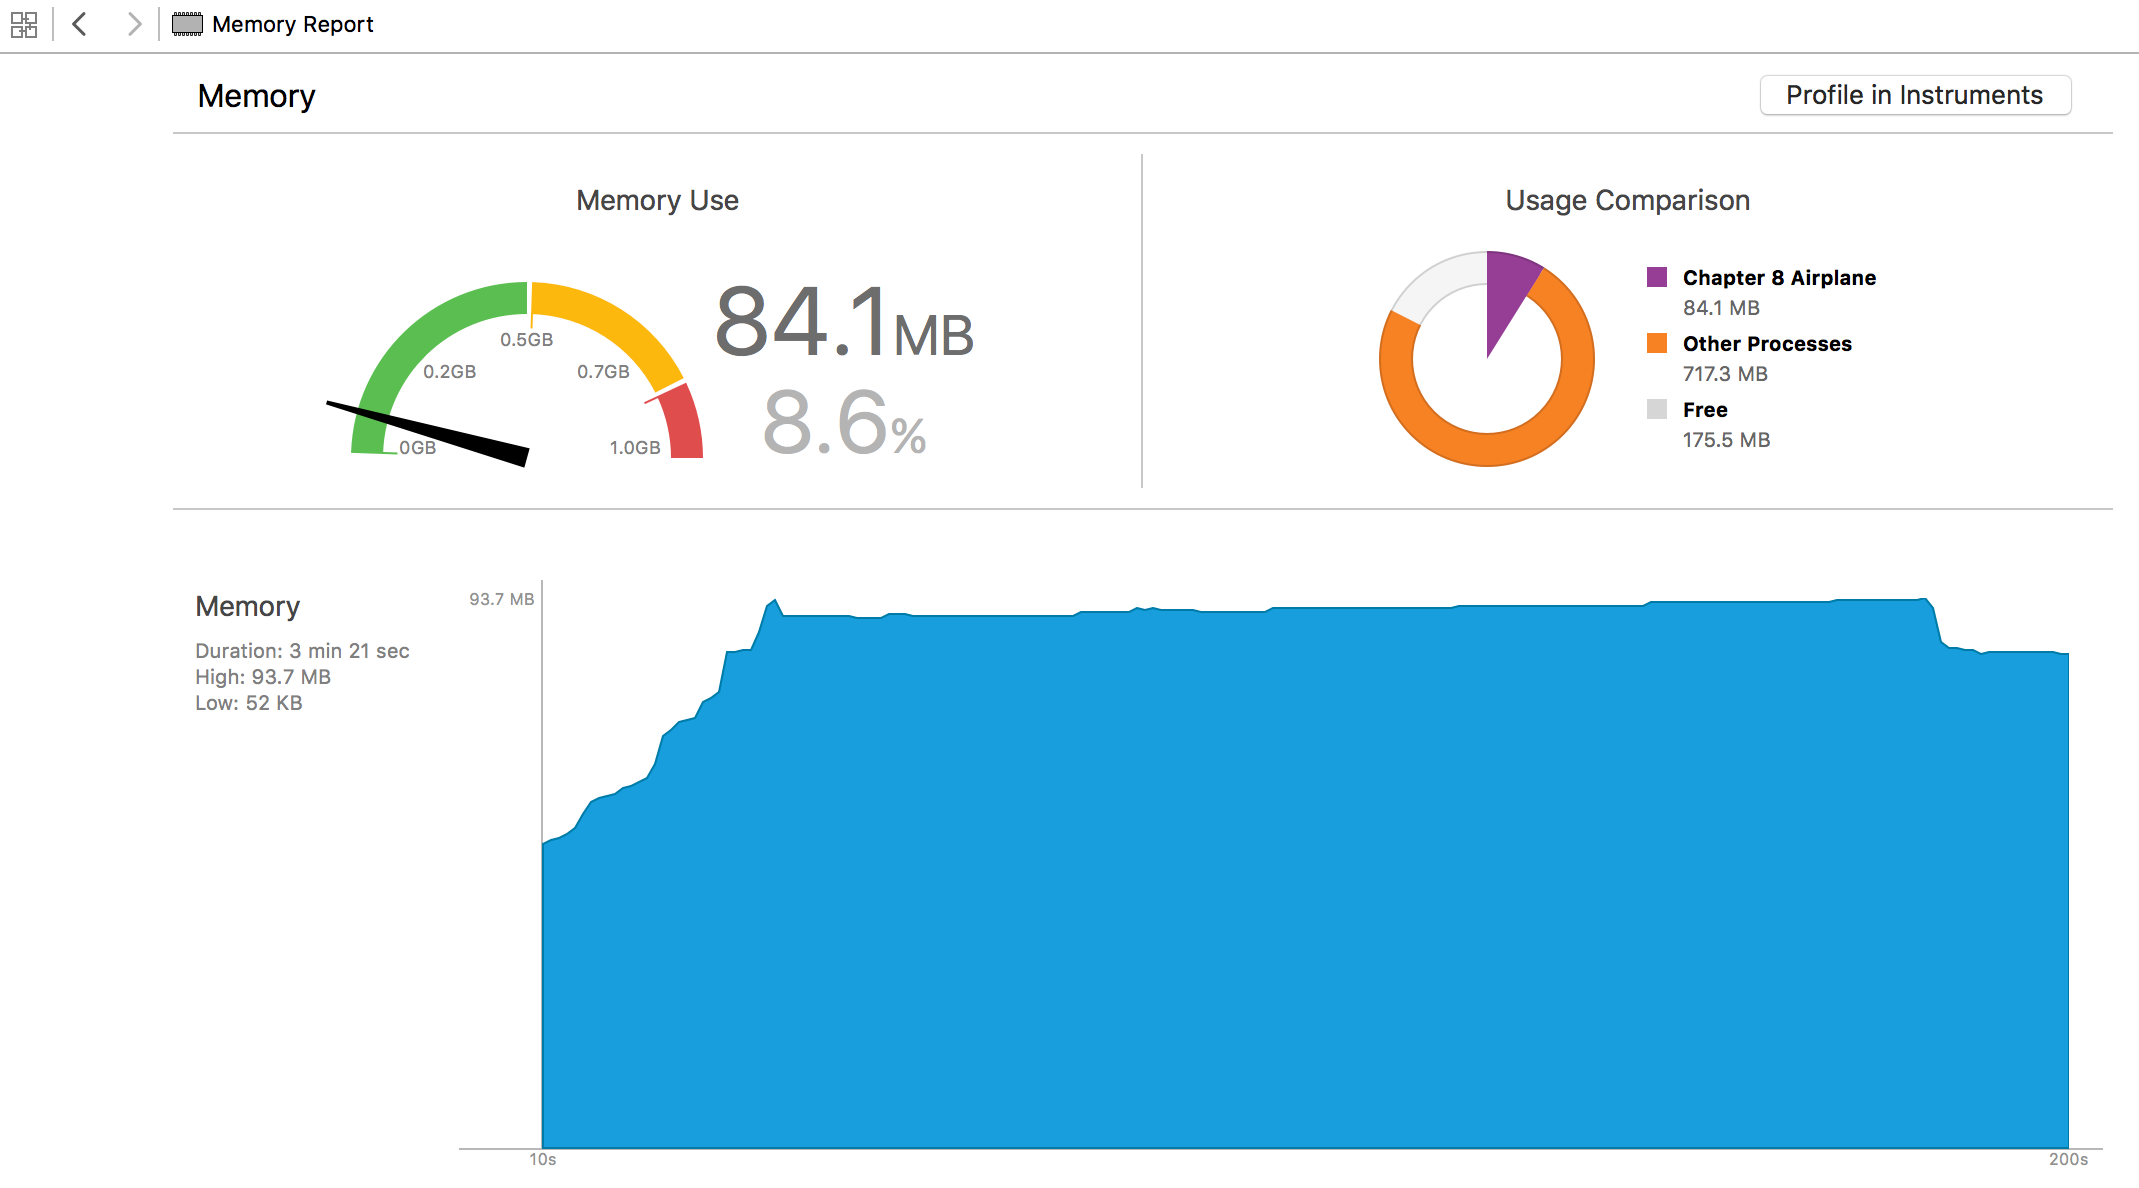 Memory Report
Memory
Profile in Instruments
Memory Use
0GB
0.2GB
0.5GB
0.7GB
1.0GB
84.1MB
8.6%
Usage Comparison
Chapter 8 Airplane
84.1 MB
Other Processes
717.3 MB
Free
175.5 MB
Memory
Duration: 3 min 21 sec
High: 93.7 MB
Low: 52 KB
93.7 MB
10s
200s